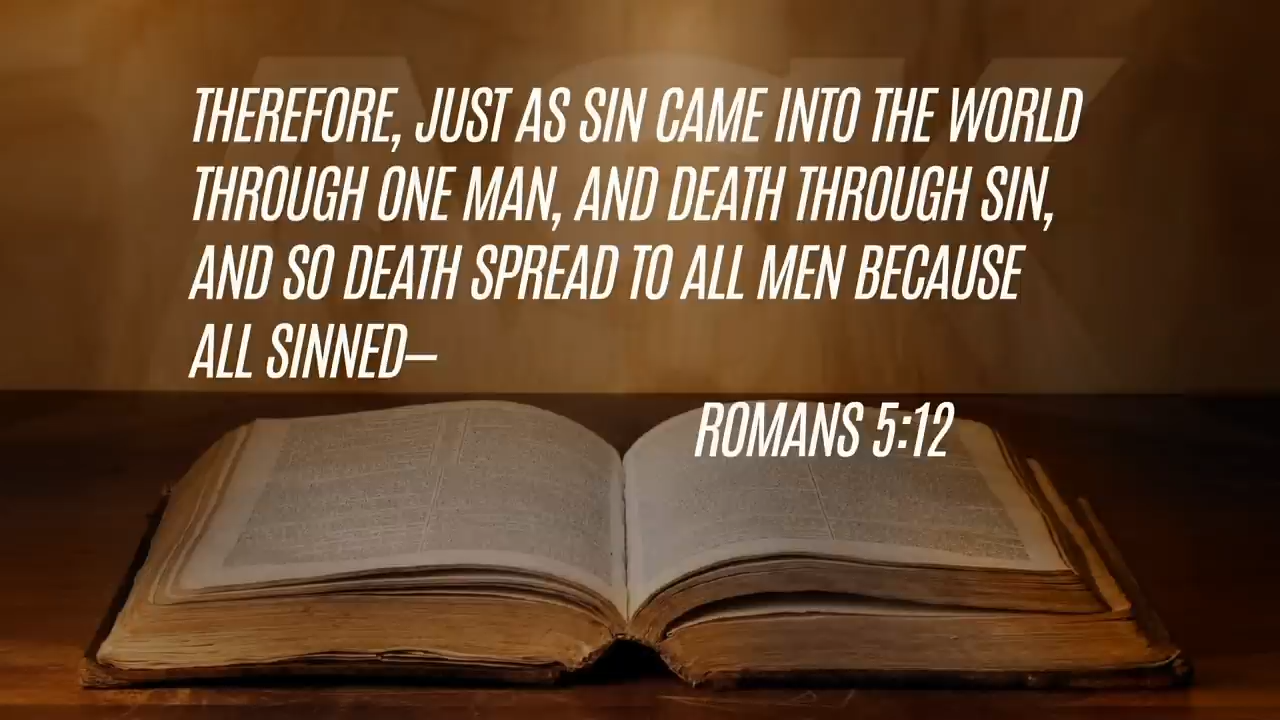 THEREFORE, JUST AS SIN CAME INTO THE WORLD
THROUGH ONE MAN, AND DEATH THROUGH SIN,
AND SO DEATH SPREAD TO ALL MEN BECAUSE
ALL SINNED—
ROMANS 5:12